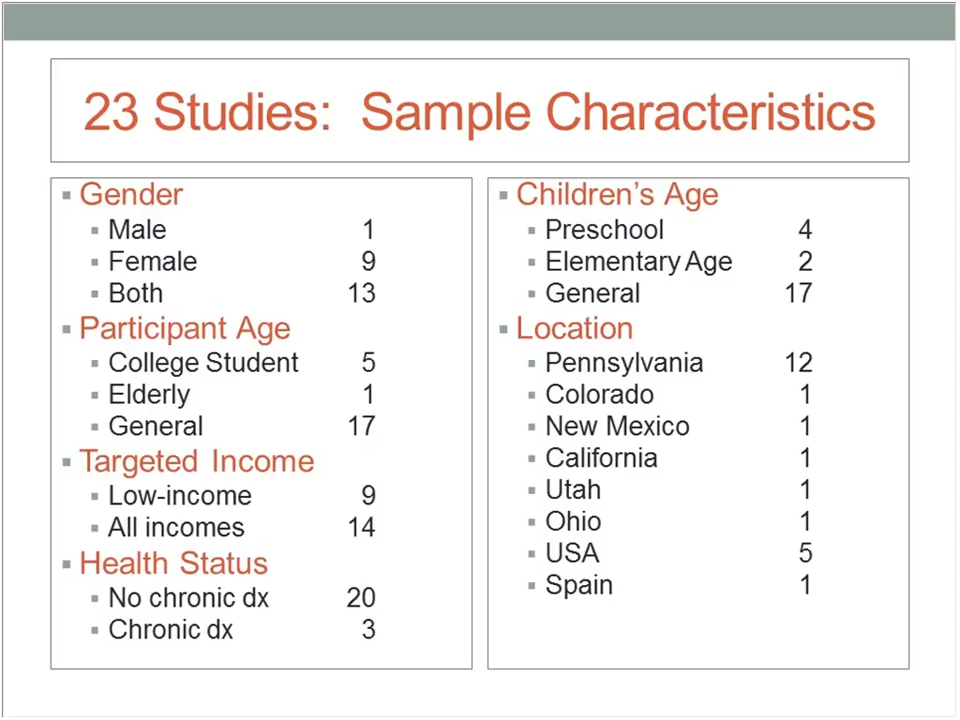 23 Studies: Sample Characteristics
Gender
Male 1
Female 9
Both 13
Participant Age
College Student 5
Elderly 1
General 17
Targeted Income
Low-income 9
All incomes 14
Health Status
No chronic dx 20
Chronic dx 3
Children's Age
Preschool 4
Elementary Age 2
General 17
Location
Pennsylvania 12
Colorado 1
New Mexico 1
California 1
Utah 1
Ohio 1
USA 5
Spain 1